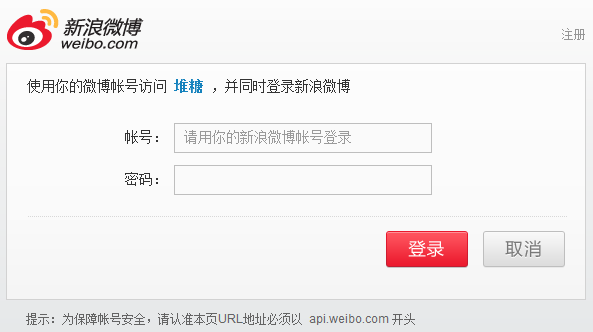 新浪微博
weibo.com
注册
使用你的微博帐号访问 堆糖 ，并同时登录新浪微博
帐号： 请用你的新浪微博帐号登录
密码：
登录 取消
提示：为保障帐号安全，请认准本页URL地址必须以 api.weibo.com 开头